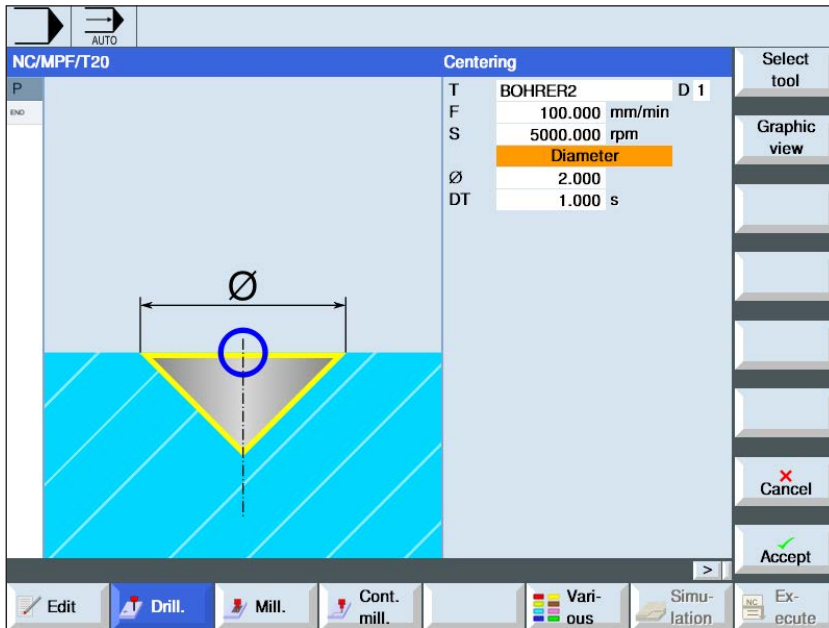 AUTO
NC/MPF/T20
Centering
P
END
T BOHRER2 D 1
F 100.000 mm/min
S 5000.000 rpm
Diameter
Ø 2.000
DT 1.000 s
Ø
Select
tool
Graphic
view
Cancel
Accept
>
Edit
Drill.
Mill.
Cont.
mill.
Vari-
ous
Simu-
lation
NC
Ex-
ecute